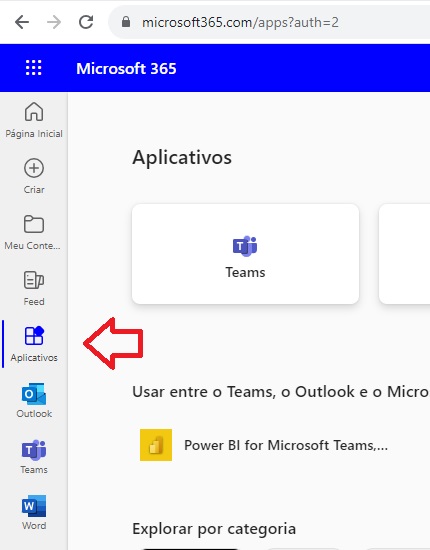 microsoft365.com/apps?auth=2
Microsoft 365
Página Inicial
Criar
Meu Conte...
Feed
Aplicativos
Outlook
Teams
Word
Aplicativos
Teams
Usar entre o Teams, o Outlook e o Micro
Power BI for Microsoft Teams,...
Explorar por categoria